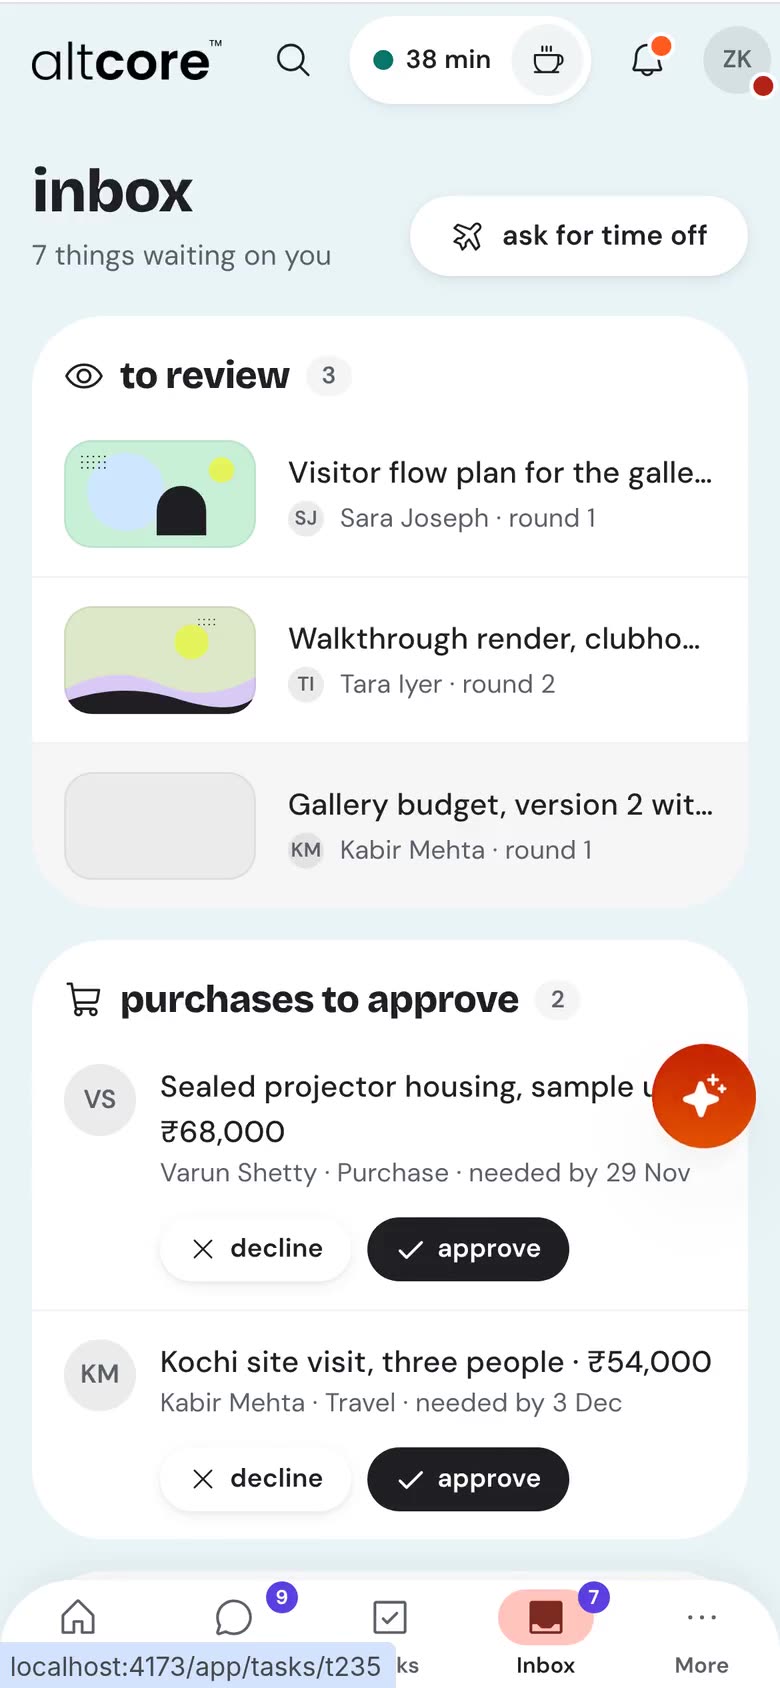 altcore™
38 min
ZK
inbox
7 things waiting on you
ask for time off
to review 3
Visitor flow plan for the galle...
SJ Sara Joseph · round 1
Walkthrough render, clubho...
TI Tara Iyer · round 2
Gallery budget, version 2 wit...
KM Kabir Mehta · round 1
purchases to approve 2
VS
Sealed projector housing, sample
₹68,000
Varun Shetty · Purchase · needed by 29 Nov
decline
approve
KM
Kochi site visit, three people · ₹54,000
Kabir Mehta · Travel · needed by 3 Dec
decline
approve
9
7
localhost:4173/app/tasks/t235
ks
Inbox
More